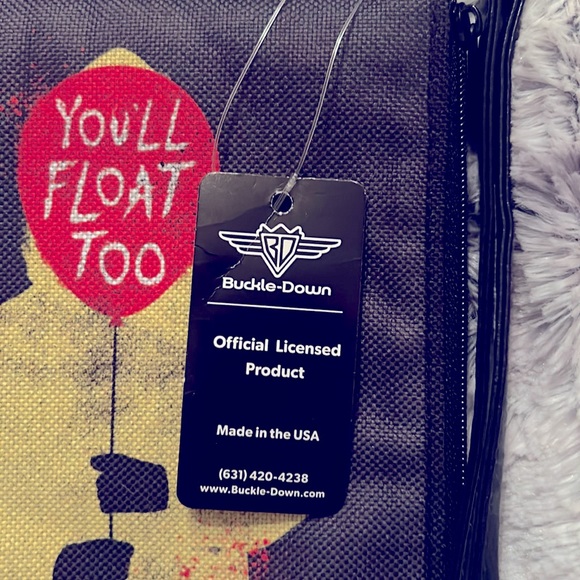 YOU'LL
FLOAT
TOO
BD
Buckle-Down
Official Licensed
Product
Made in the USA
(631) 420-4238
www.Buckle-Down.com